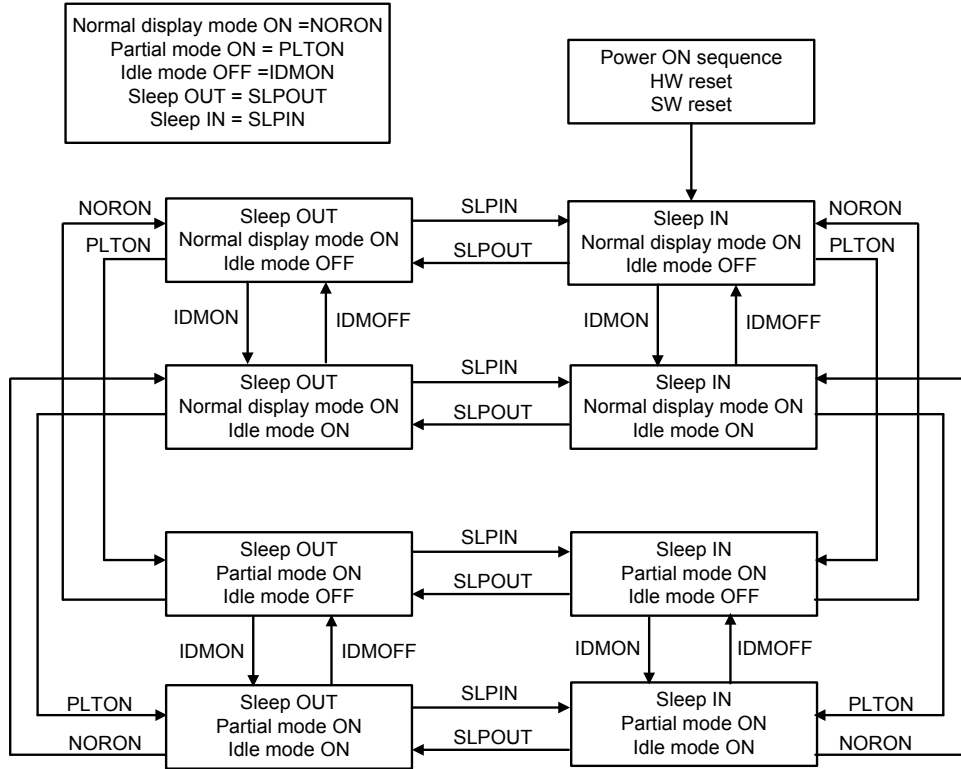 Normal display mode ON =NORON
Partial mode ON = PLTON
Idle mode OFF =IDMON
Sleep OUT = SLPOUT
Sleep IN = SLPIN
Power ON sequence
HW reset
SW reset
NORON
PLTON
Sleep OUT
Normal display mode ON
Idle mode OFF
SLPIN
SLPOUT
Sleep IN
Normal display mode ON
Idle mode OFF
NORON
PLTON
IDMON
IDMOFF
IDMON
IDMOFF
Sleep OUT
Normal display mode ON
Idle mode ON
SLPIN
SLPOUT
Sleep IN
Normal display mode ON
Idle mode ON
Sleep OUT
Partial mode ON
Idle mode OFF
SLPIN
SLPOUT
Sleep IN
Partial mode ON
Idle mode OFF
IDMON
IDMOFF
IDMON
IDMOFF
PLTON
NORON
Sleep OUT
Partial mode ON
Idle mode ON
SLPIN
SLPOUT
Sleep IN
Partial mode ON
Idle mode ON
PLTON
NORON